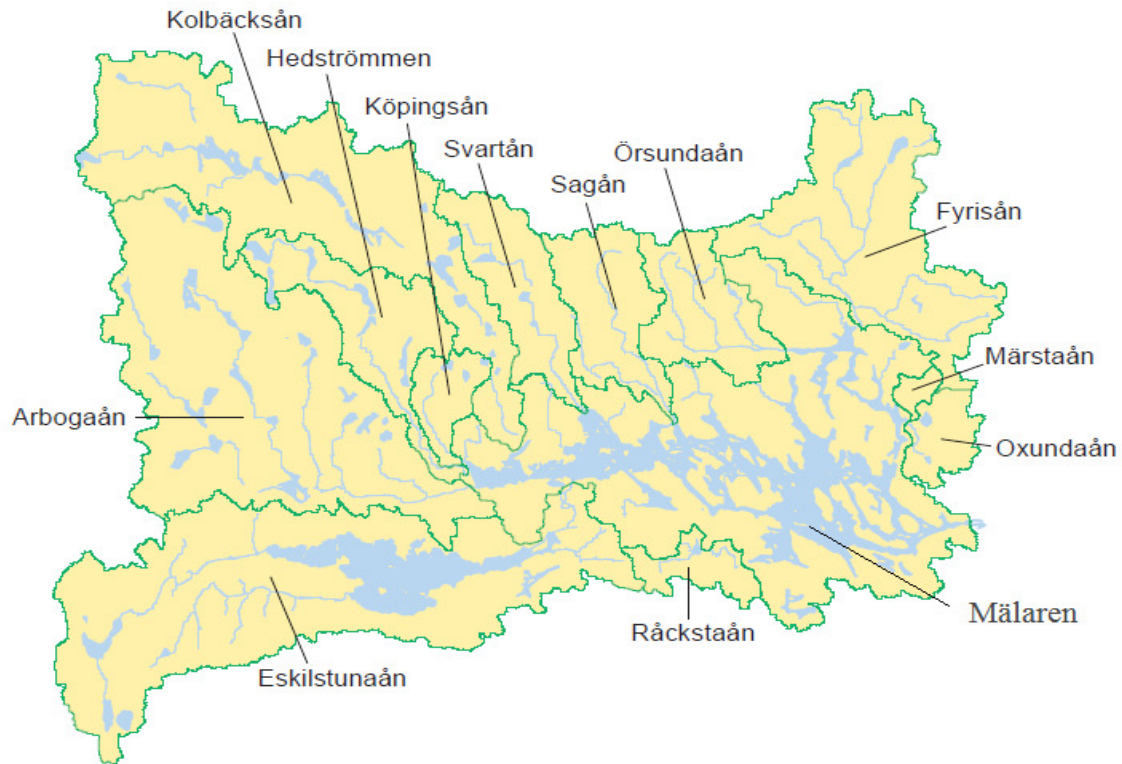 Kolbäcksån
Hedströmmen
Köpingsån
Svartån
Örsundaån
Sagån
Fyrisån
Märstaån
Arbogaån
Oxundaån
Mälaren
Råckstaån
Eskilstunaån